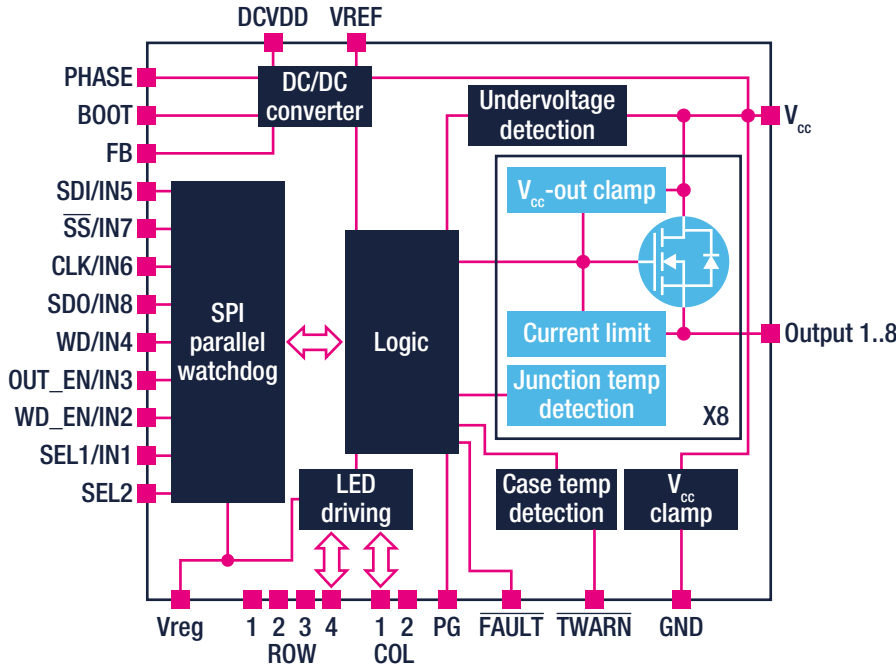 DCVDD VREF
PHASE
BOOT
FB
SDI/IN5
S̅S̅/IN7
CLK/IN6
SDO/IN8
WD/IN4
OUT_EN/IN3
WD_EN/IN2
SEL1/IN1
SEL2
DC/DC
converter
Undervoltage
detection
Vcc
Vcc-out clamp
SPI
parallel
watchdog
Logic
Current limit
Output 1..8
Junction temp
detection
X8
LED
driving
Case temp
detection
Vcc
clamp
Vreg 1 2 3 4 1 2 PG F̅A̅U̅L̅T̅ T̅W̅A̅R̅N̅ GND
ROW COL